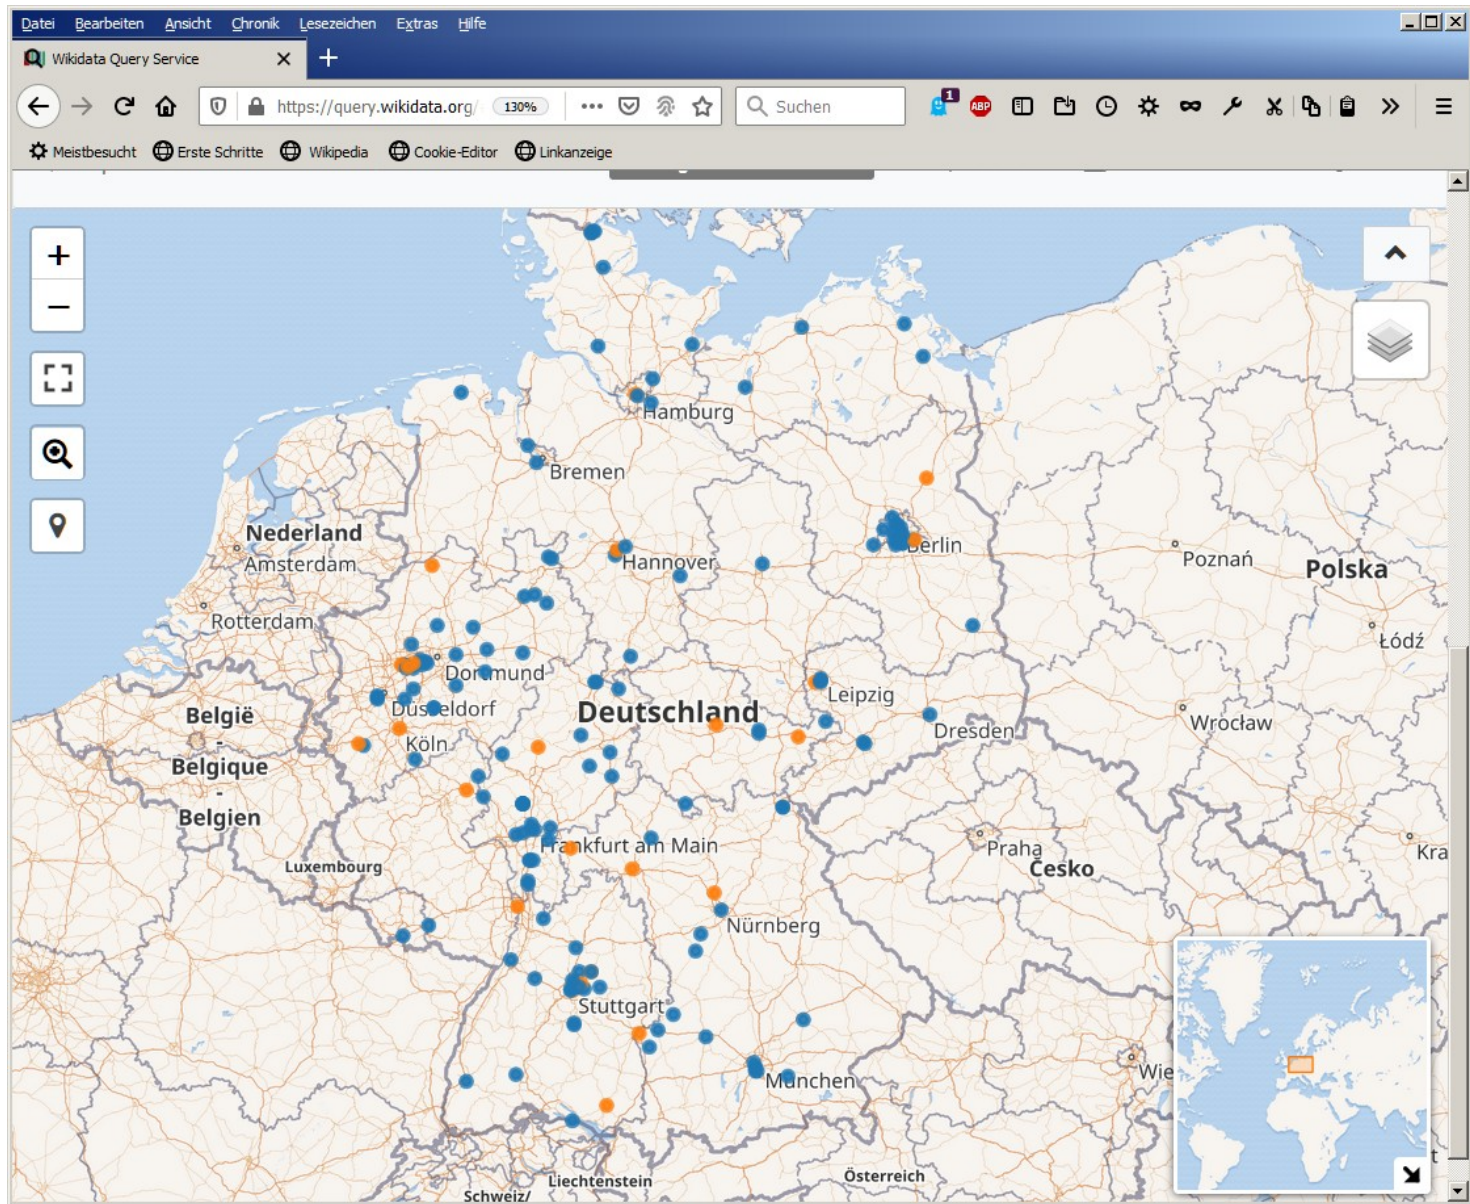 Datei Bearbeiten Ansicht Chronik Lesezeichen Extras Hilfe
Wikidata Query Service
https://query.wikidata.org/ 130% Suchen
1
ABP
Meistbesucht Erste Schritte Wikipedia Cookie-Editor Linkanzeige
+
−
Hamburg
Bremen
Nederland
Amsterdam
Hannover
Berlin
Poznań
Polska
Rotterdam
Łódź
Dortmund
Düsseldorf
Leipzig
België
-
Belgique
-
Belgien
Deutschland
Köln
Dresden
Wrocław
Luxembourg
Frankfurt am Main
Praha
Česko
Kra
Nürnberg
Stuttgart
München
Wie
Liechtenstein
Österreich
Schweiz/
t